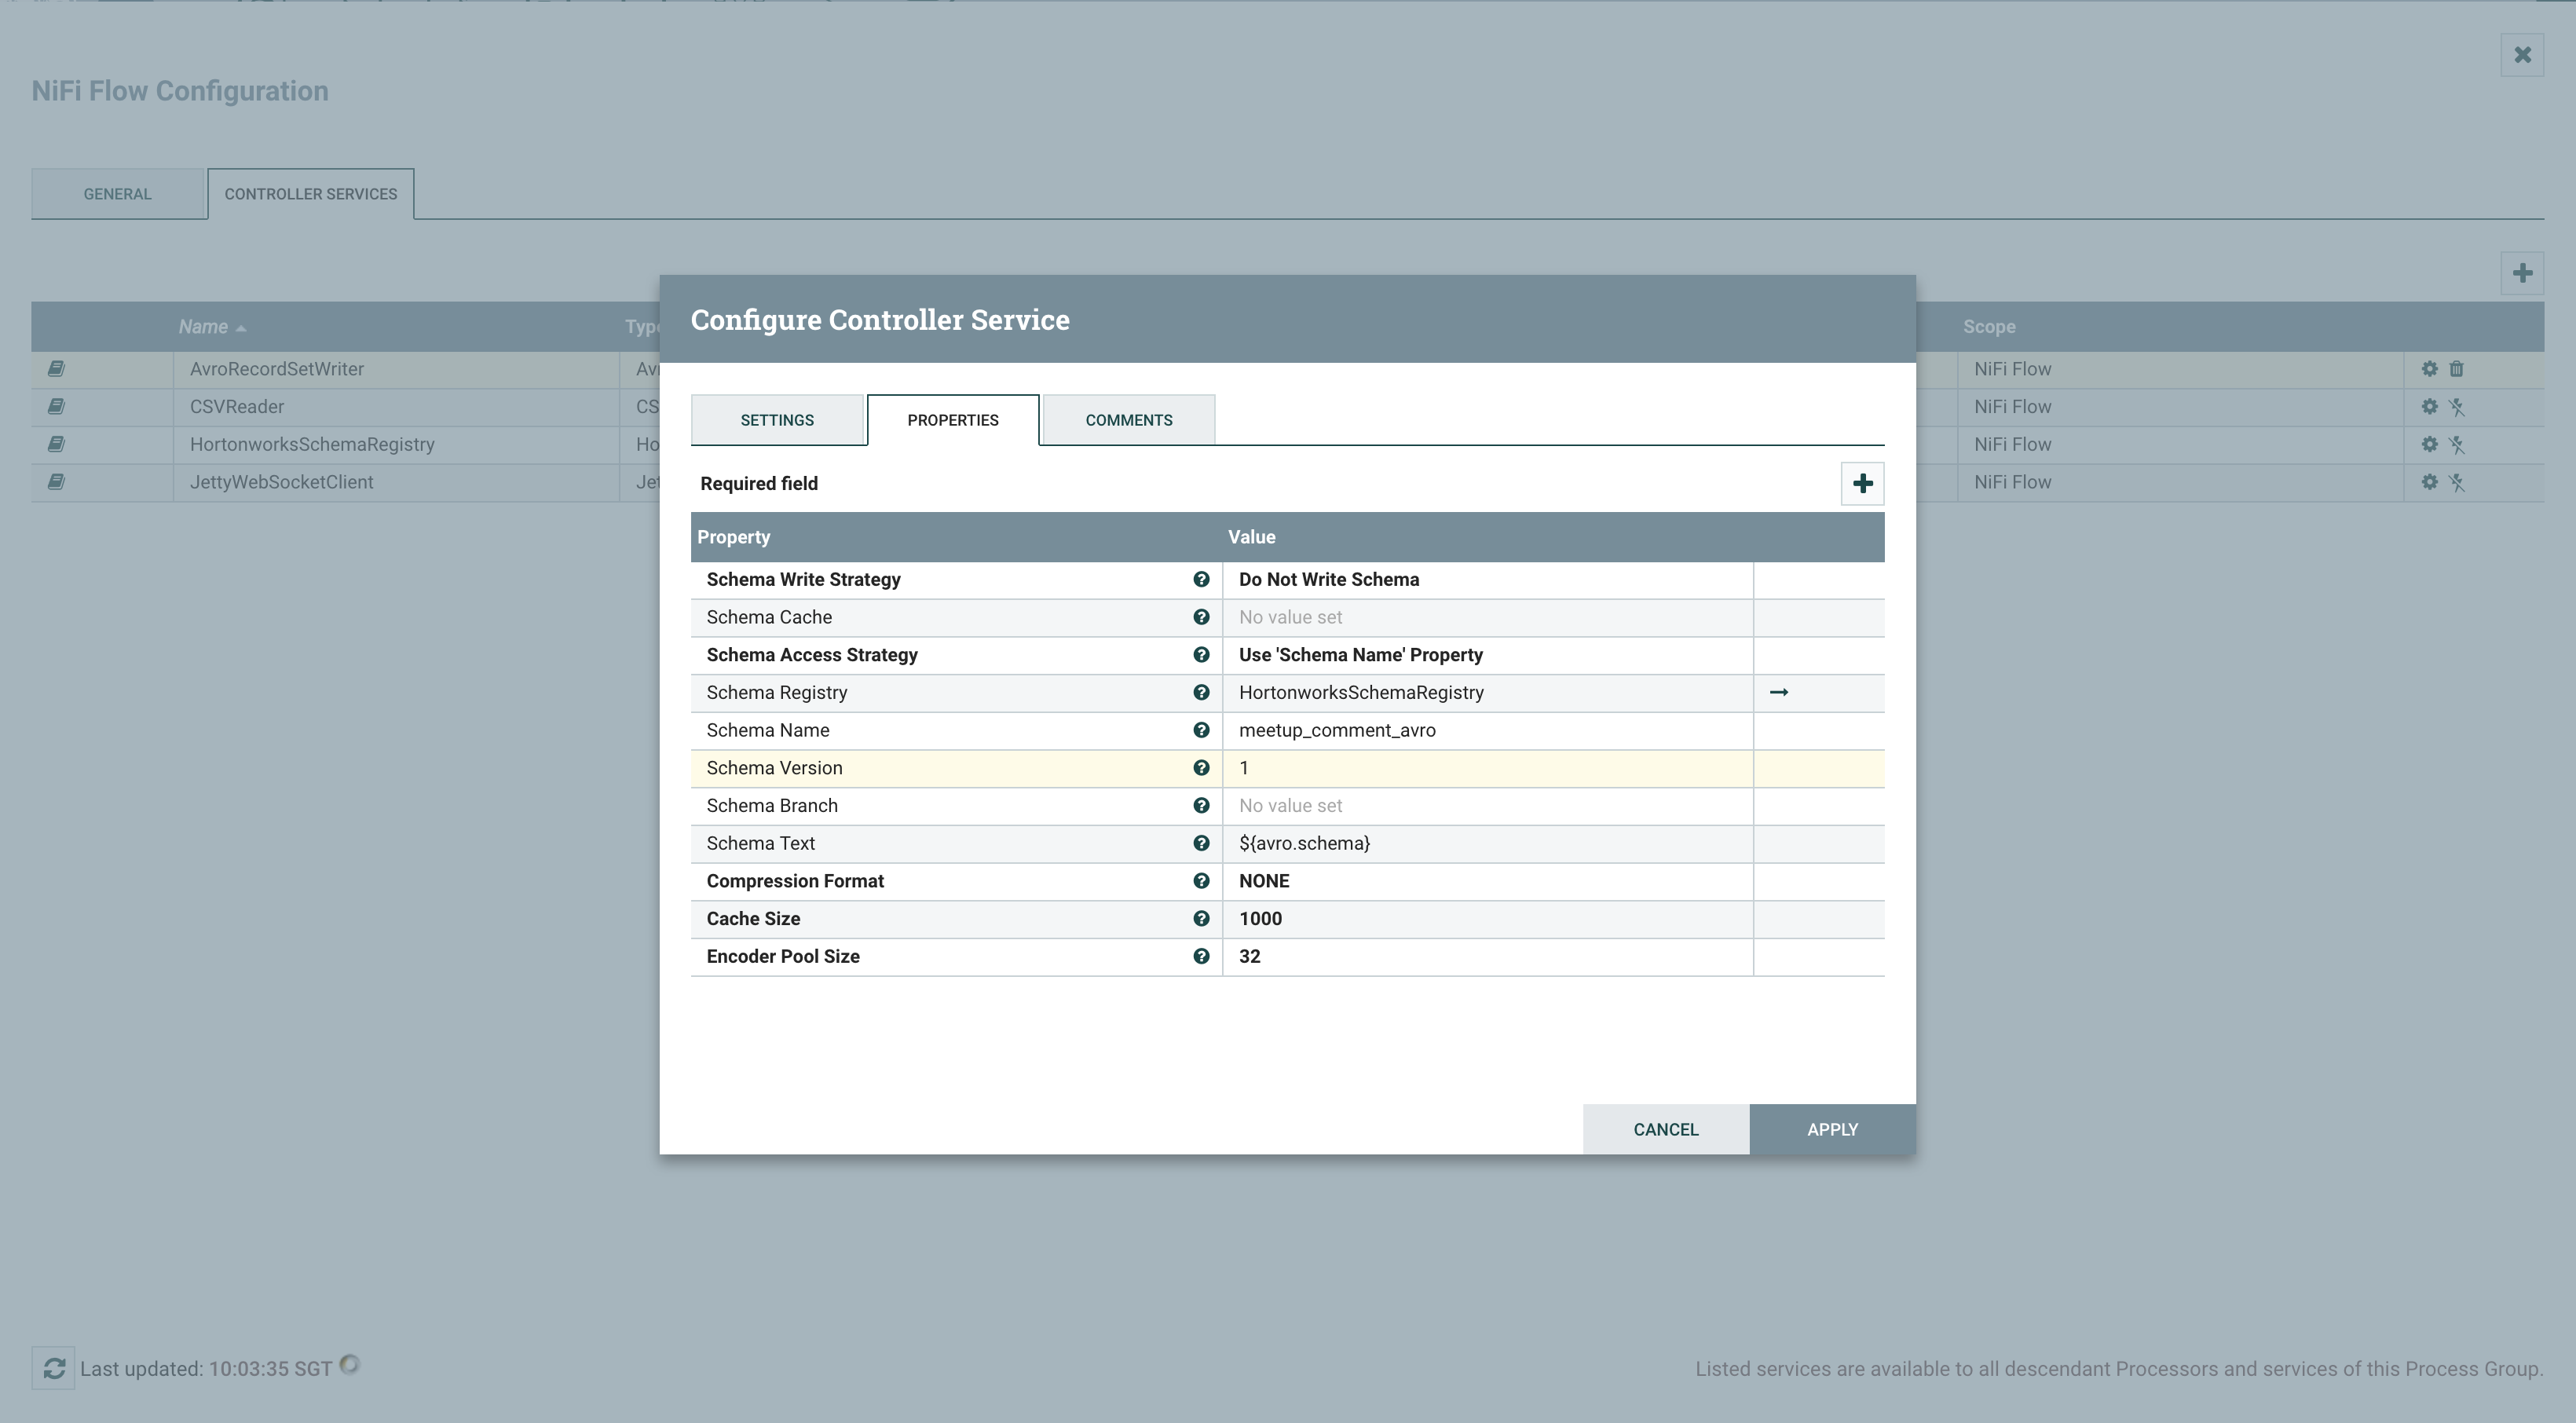 NiFi Flow Configuration
GENERAL
CONTROLLER SERVICES
Name
Scope
AvroRecordSetWriter
NiFi Flow
CSVReader
CS
NiFi Flow
HortonworksSchemaRegistry
Ho
NiFi Flow
JettyWebSocketClient
NiFi Flow
Configure Controller Service
SETTINGS
PROPERTIES
COMMENTS
Required field
Property Value
Schema Write Strategy Do Not Write Schema
Schema Cache No value set
Schema Access Strategy Use 'Schema Name' Property
Schema Registry HortonworksSchemaRegistry
Schema Name meetup_comment_avro
Schema Version 1
Schema Branch No value set
Schema Text ${avro.schema}
Compression Format NONE
Cache Size 1000
Encoder Pool Size 32
CANCEL
APPLY
Last updated: 10:03:35 SGT
Listed services are available to all descendant Processors and services of this Process Group.